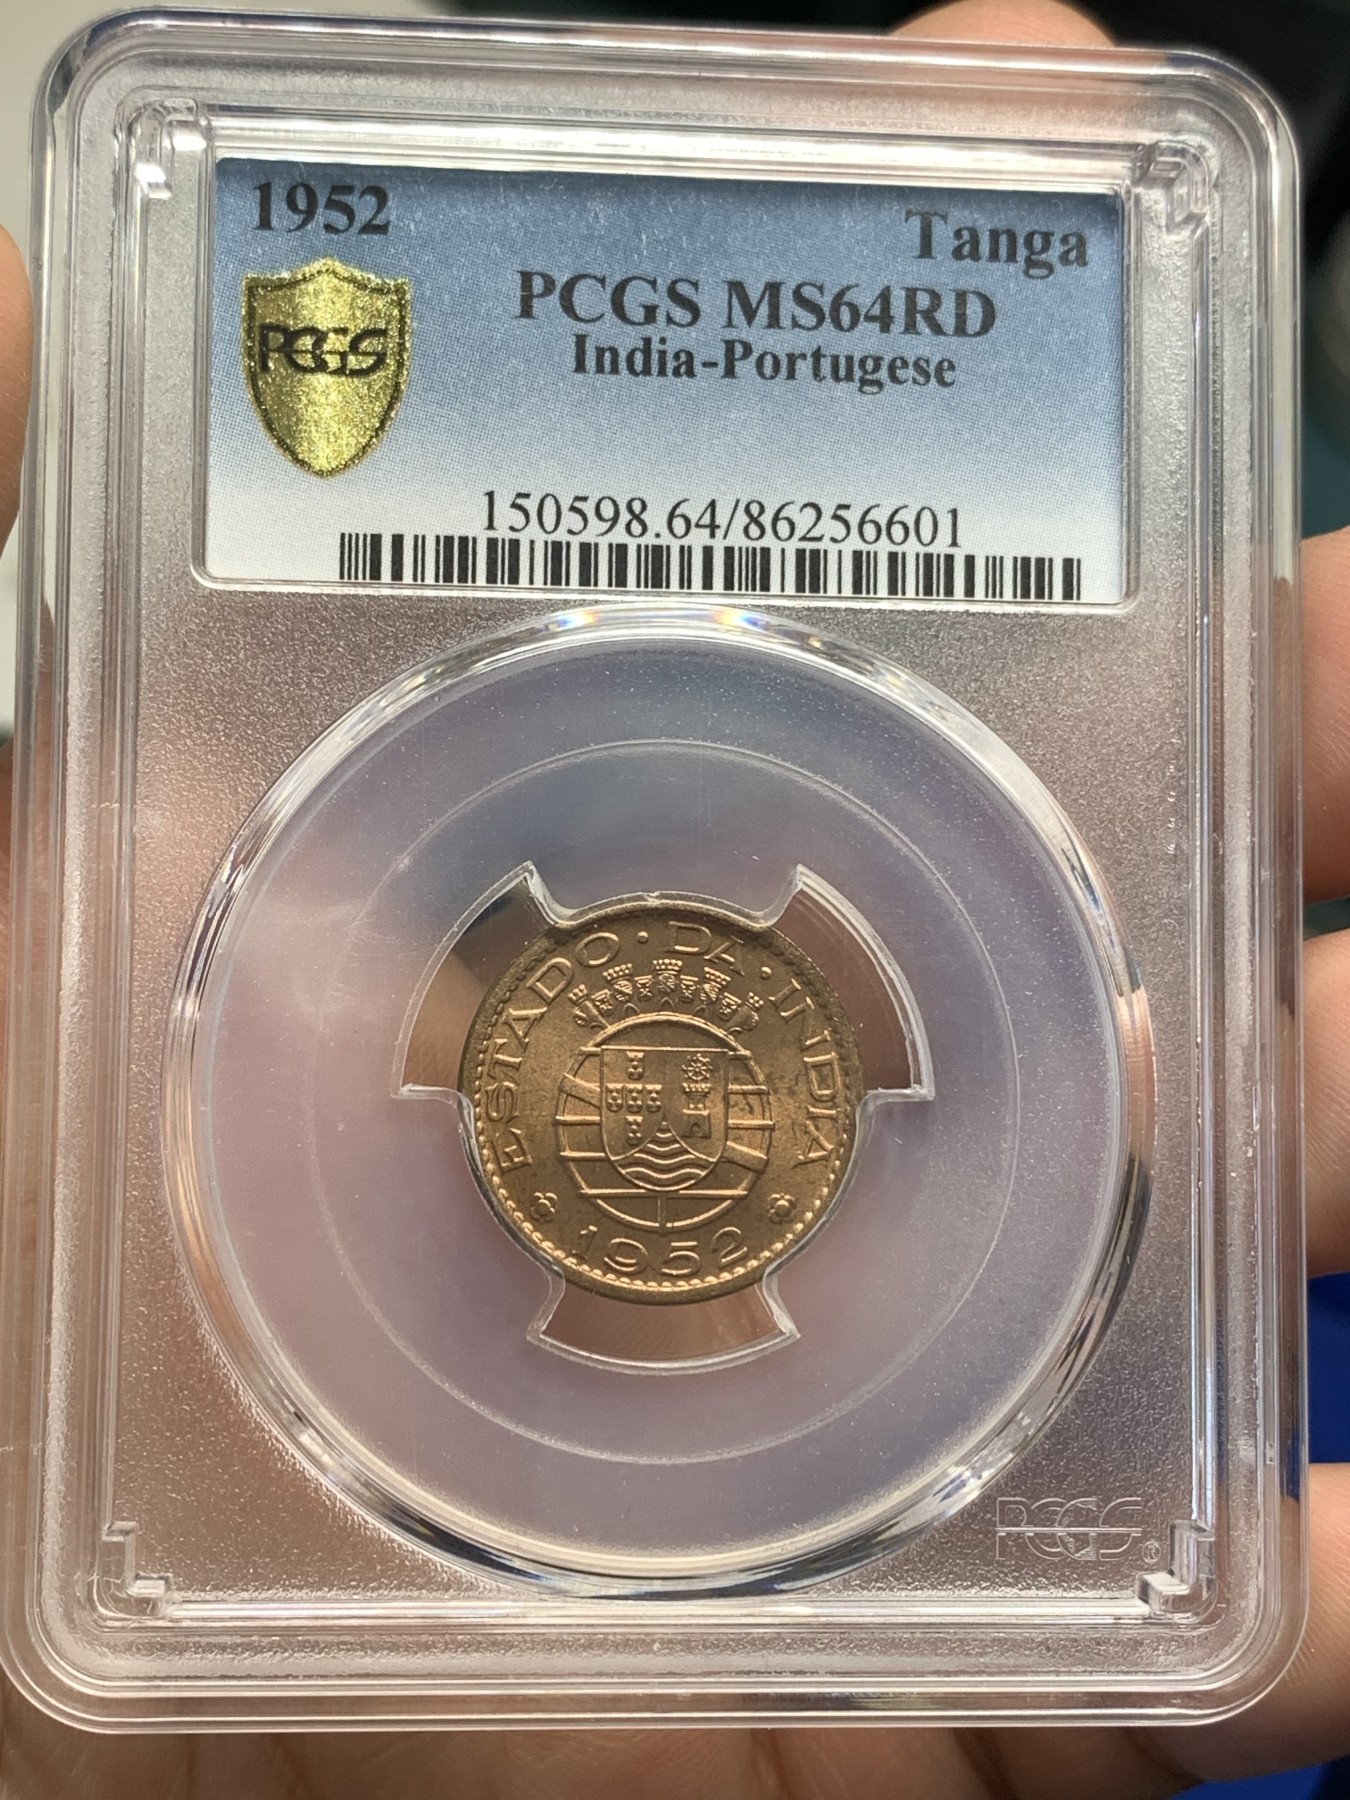 1952
Tanga
PCGS
PCGS MS64RD
India-Portugese
150598.64/86256601
ESTADO · DA · INDIA
1952
PCGS